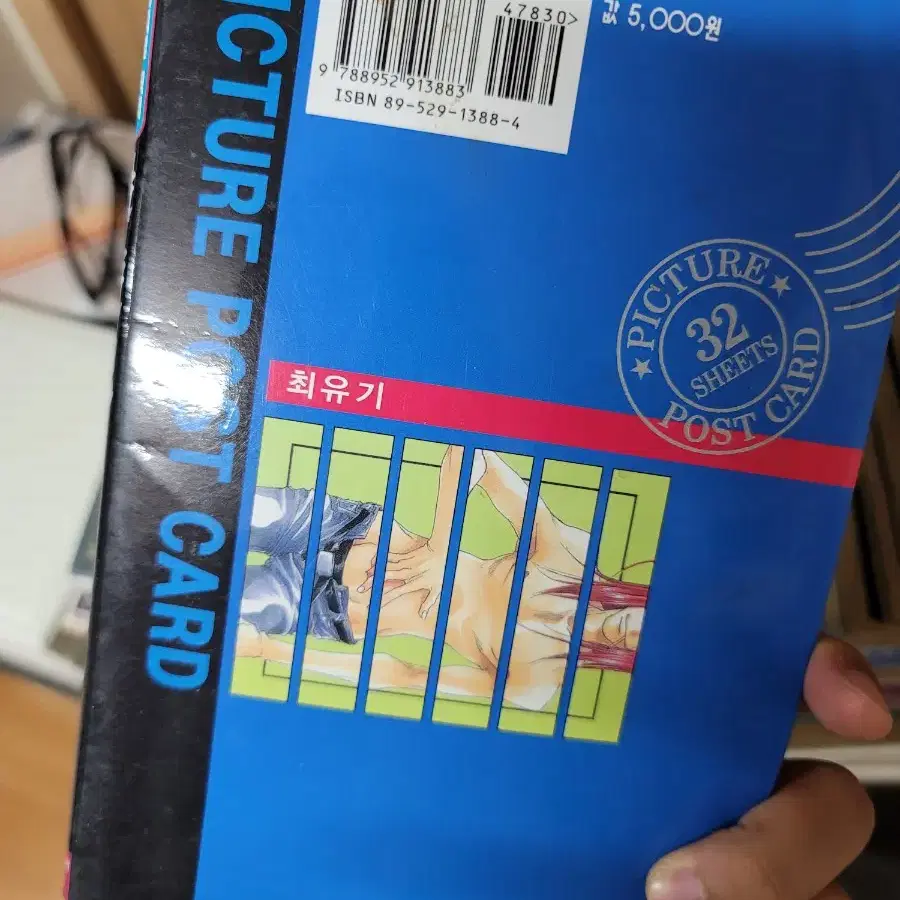 47830>
9 788952 913883
ISBN 89-529-1388-4
값 5,000원
ICTURE POST CARD
PICTURE
32
SHEETS
POST CARD
최유기